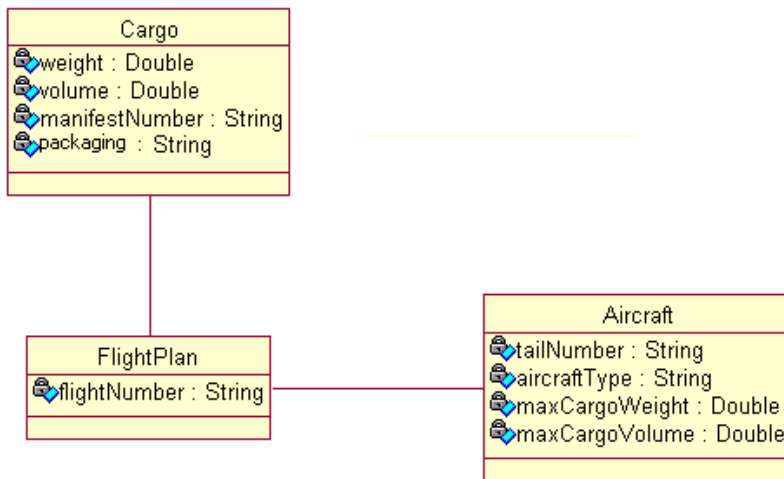 Cargo
weight : Double
volume : Double
manifestNumber : String
packaging : String
FlightPlan
flightNumber : String
Aircraft
tailNumber : String
aircraftType : String
maxCargoWeight : Double
maxCargoVolume : Double